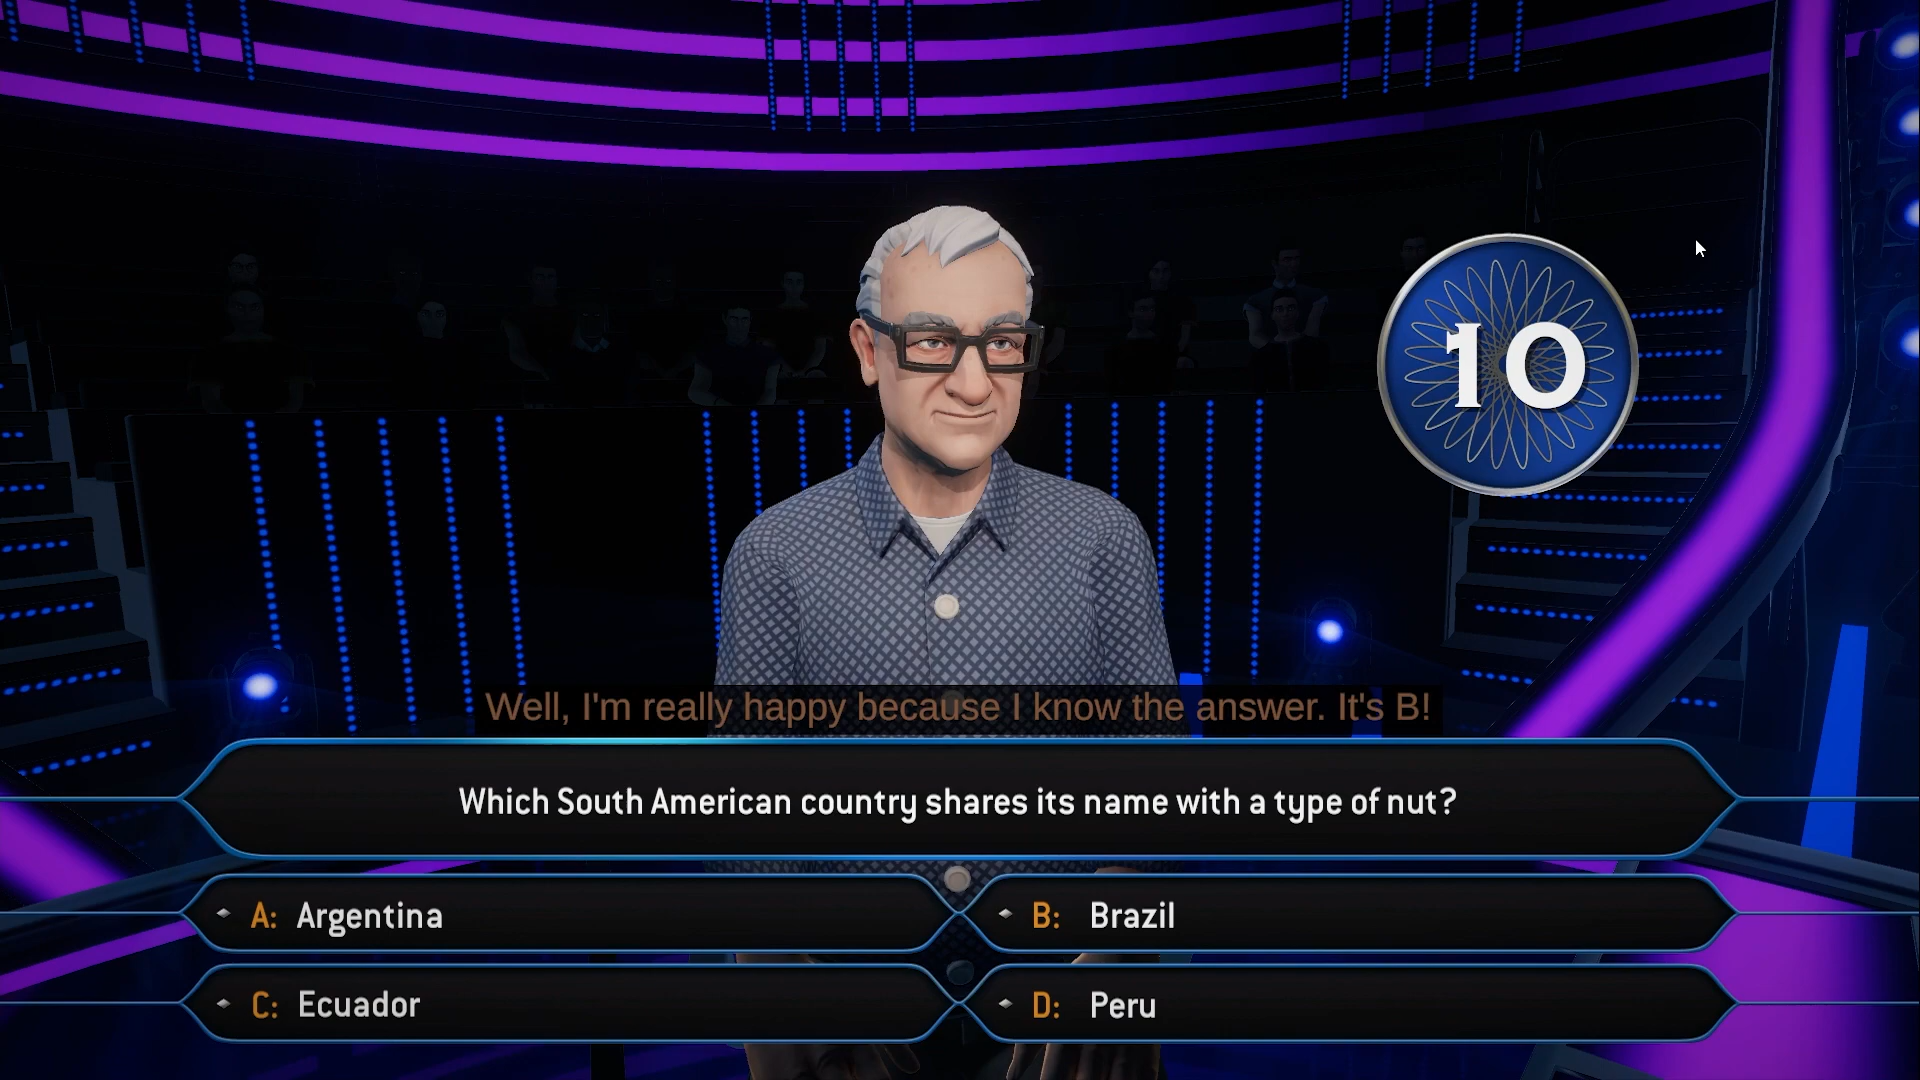 10
Well, I'm really happy because I know the answer. It's B!
Which South American country shares its name with a type of nut?
A: Argentina
B: Brazil
C: Ecuador
D: Peru